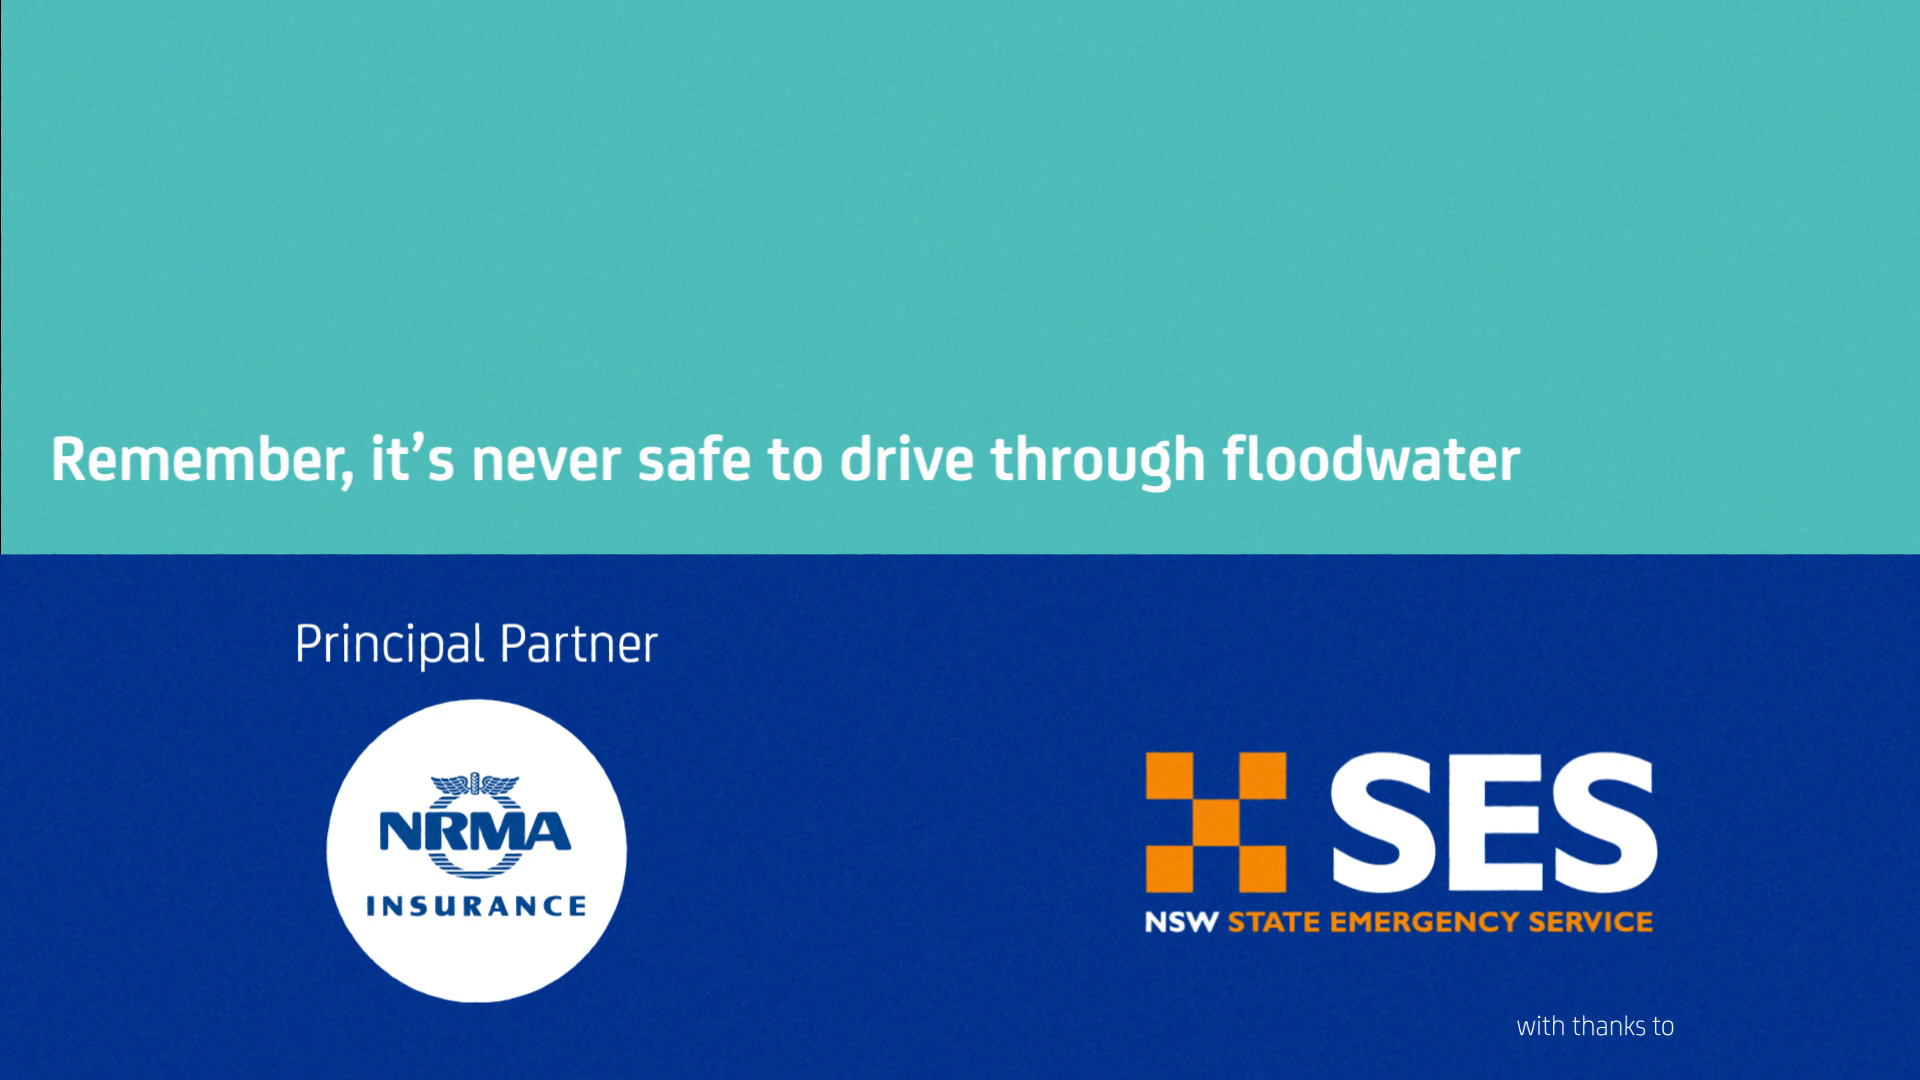 Remember, it’s never safe to drive through floodwater
Principal Partner
NRMA
INSURANCE
SES
NSW STATE EMERGENCY SERVICE
with thanks to